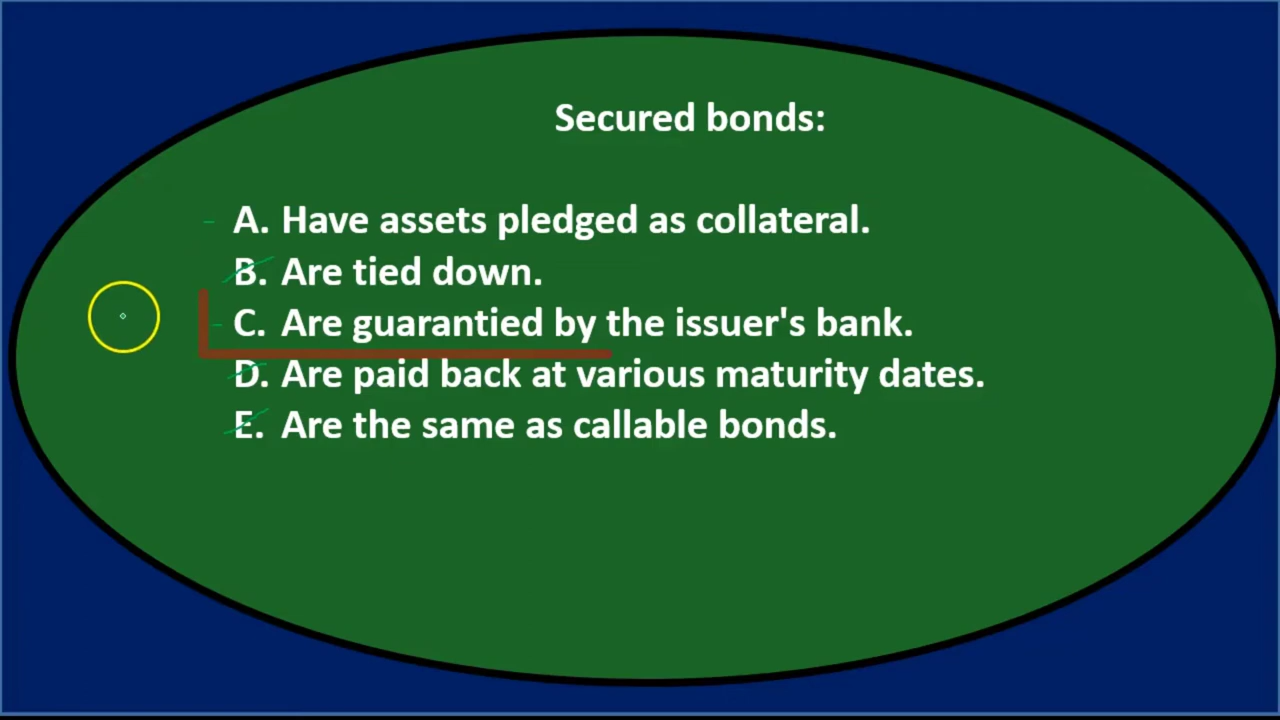 Secured bonds:
A. Have assets pledged as collateral.
B. Are tied down.
C. Are guarantied by the issuer's bank.
D. Are paid back at various maturity dates.
E. Are the same as callable bonds.